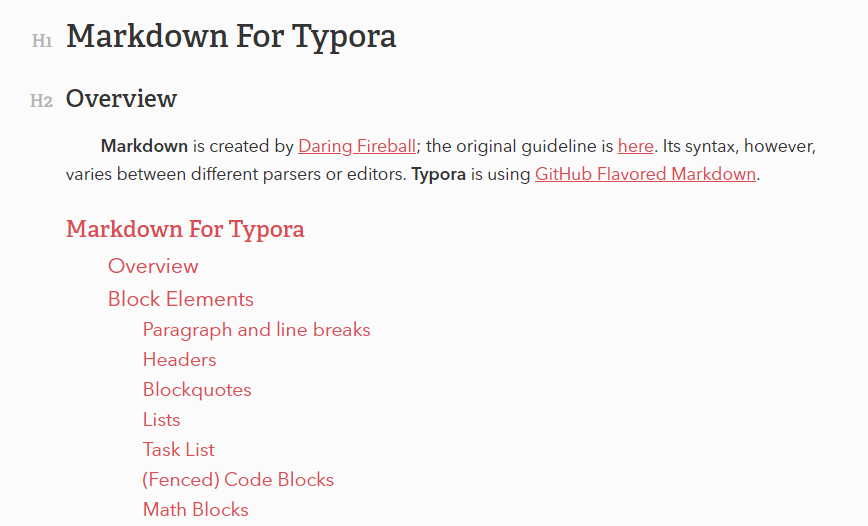 H1 Markdown For Typora
H2 Overview
Markdown is created by Daring Fireball; the original guideline is here. Its syntax, however,
varies between different parsers or editors. Typora is using GitHub Flavored Markdown.
Markdown For Typora
Overview
Block Elements
Paragraph and line breaks
Headers
Blockquotes
Lists
Task List
(Fenced) Code Blocks
Math Blocks